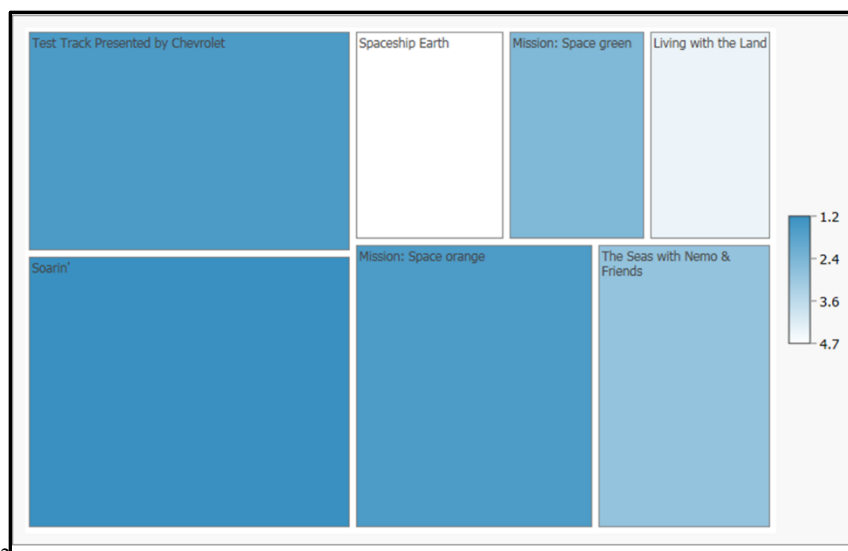 Test Track Presented by Chevrolet
Spaceship Earth
Mission: Space green
Living with the Land
Soarin'
Mission: Space orange
The Seas with Nemo &
Friends
1.2
2.4
3.6
4.7